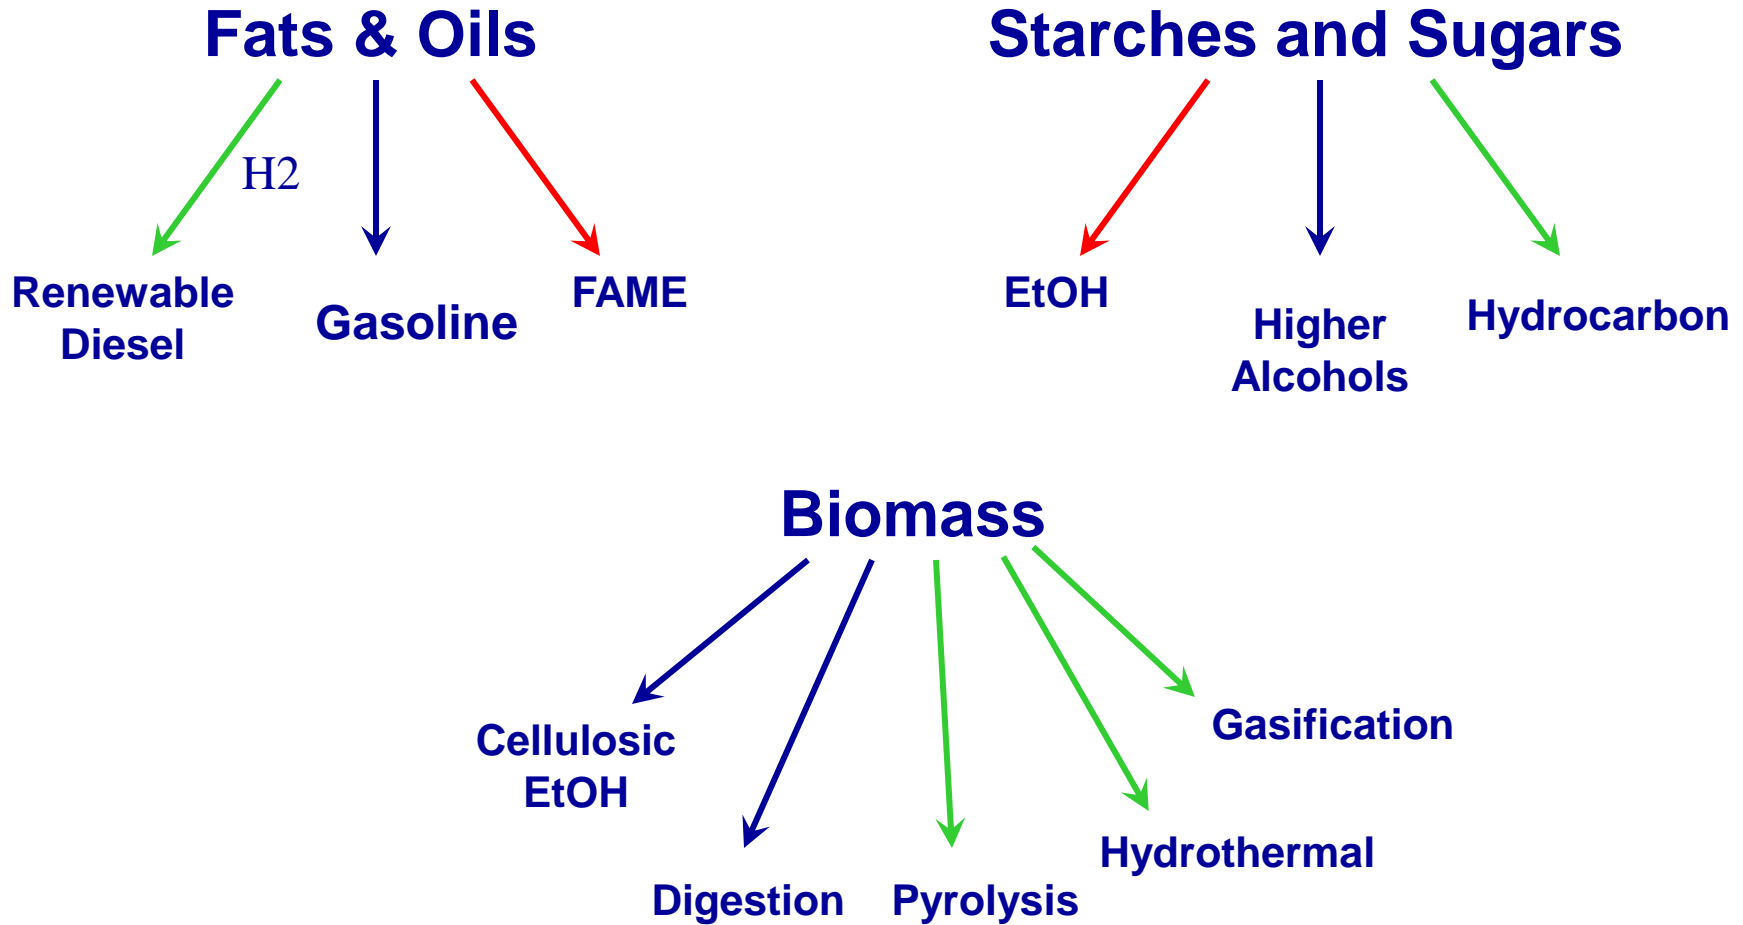 Fats & Oils
H2
Renewable
Diesel
Gasoline
FAME
Starches and Sugars
EtOH
Higher
Alcohols
Hydrocarbon
Biomass
Cellulosic
EtOH
Digestion
Pyrolysis
Hydrothermal
Gasification